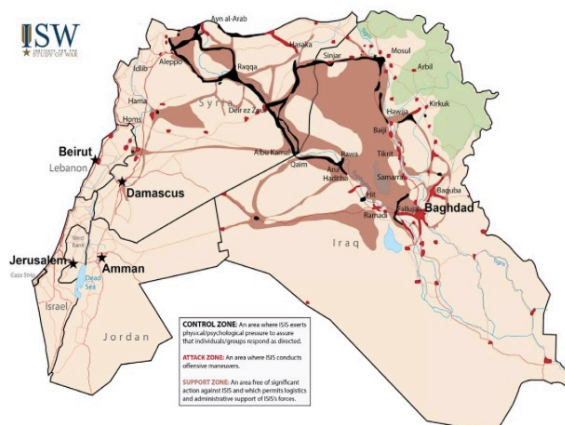 ISW
INSTITUTE FOR THE
STUDY OF WAR
Ayn al-Arab
Hasaka
Sinjar
Mosul
Aleppo
Raqqa
Arbil
Idlib
Syria
Hama
Deir ez Zour
Hawija
Kirkuk
Homs
Baiji
Albu Kamal
Rawa
Tikrit
Beirut
Qaim
Ana
Samarra
Lebanon
Haditha
Hit
Baquba
Damascus
Ramadi
Fallujah
Baghdad
West
Bank
Iraq
Jerusalem
Amman
Gaza Strip
Dead
Sea
Israel
Jordan
CONTROL ZONE: An area where ISIS exerts
physical/psychological pressure to assure
that individuals/groups respond as directed.
ATTACK ZONE: An area where ISIS conducts
offensive maneuvers.
SUPPORT ZONE: An area free of significant
action against ISIS and which permits logistics
and administrative support of ISIS's forces.